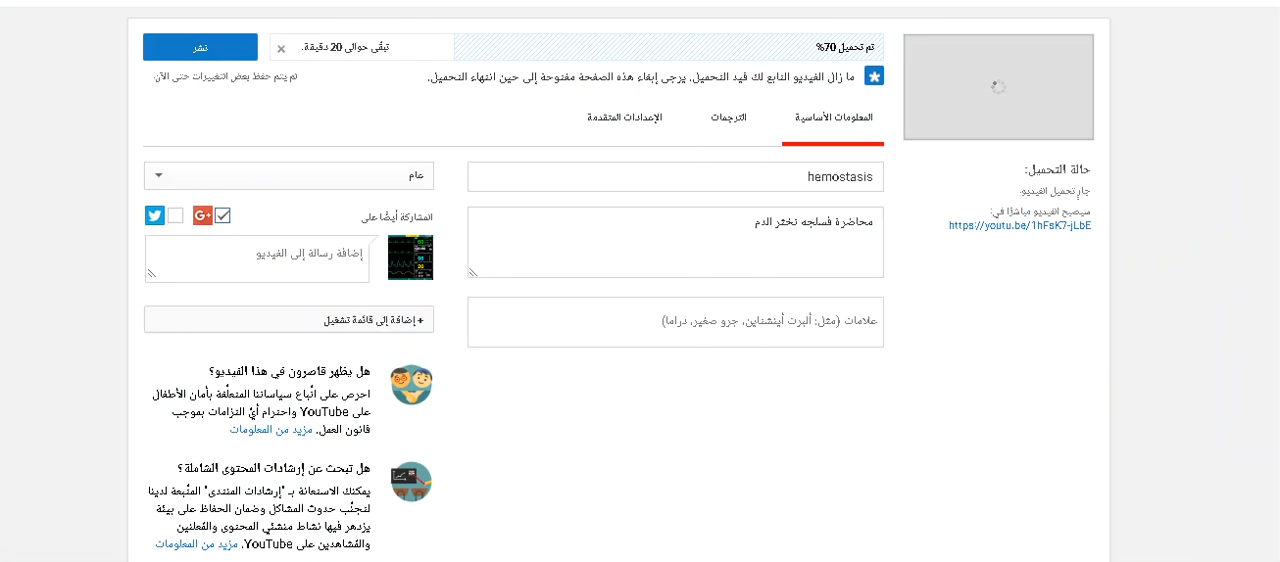 تم تحميل 70%
تبقّى حوالى 20 دقيقة.
نشر
ما زال الفيديو التابع لك قيد التحميل. يرجى إبقاء هذه الصفحة مفتوحة إلى حين انتهاء التحميل.
لم يتم حفظ بعض التغييرات حتى الآن.
المعلومات الأساسية
الترجمات
الإعدادات المتقدمة
حالة التحميل:
جارٍ تحميل الفيديو.
سيصبح الفيديو مباشرًا في:
https://youtu.be/1hFsK7-jLbE
hemostasis
محاضرة فسلجه تخثر الدم
علامات (مثل: ألبرت أينشتاين، جرو صغير، دراما)
عام
المشاركة أيضًا على
G+
إضافة رسالة إلى الفيديو
+ إضافة إلى قائمة تشغيل
هل يظهر قاصرون في هذا الفيديو؟
احرص على اتّباع سياساتنا المتعلّقة بأمان الأطفال
على YouTube واحترام أيّ التزامات بموجب
قانون العمل. مزيد من المعلومات
هل تبحث عن إرشادات المحتوى الشاملة؟
يمكنك الاستعانة بـ "إرشادات المنتدى" المتّبعة لدينا
لتجنّب حدوث المشاكل وضمان الحفاظ على بيئة
يزدهر فيها نشاط منشئي المحتوى والمُعلنين
والمُشاهدين على YouTube. مزيد من المعلومات